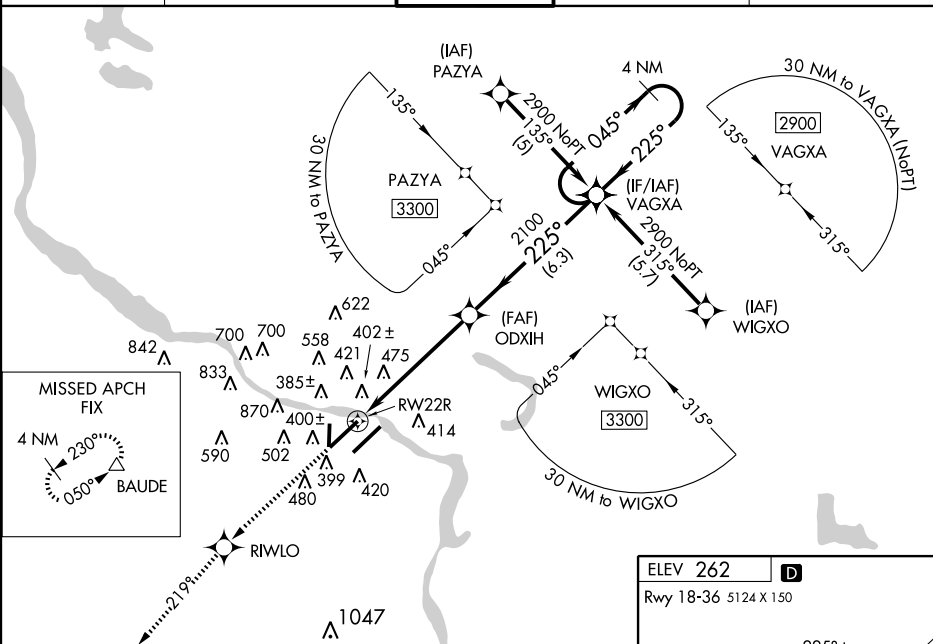 (IAF)
PAZYA
4 NM
30 NM to VAGXA (NoPT)
2900
VAGXA
135°
315°
135°
30 NM to PAZYA
PAZYA
3300
045°
2900 NoPT
135°
(5)
045°
225°
(IF/IAF)
VAGXA
2100
225°
(6.3)
2900 NoPT
315°
(5.7)
(IAF)
WIGXO
(FAF)
ODXIH
622
402±
700
700
558
421
475
842
833
385±
870
400±
RW22R
414
590
502
399
480
420
045°
WIGXO
3300
315°
30 NM to WIGXO
MISSED APCH
FIX
4 NM
230°
050°
BAUDE
RIWLO
219°
1047
ELEV 262
D
Rwy 18-36 5124 X 150